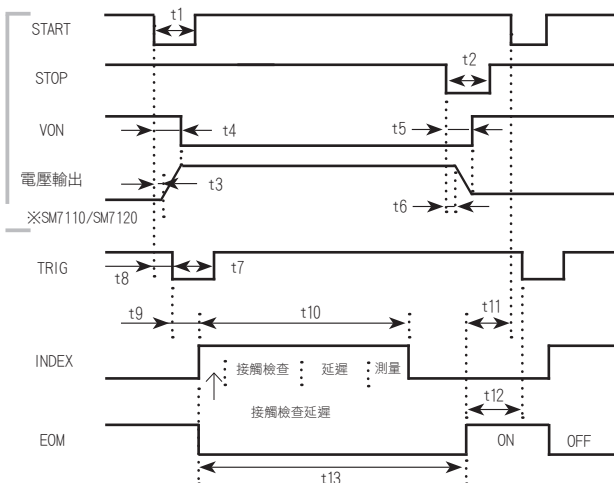 START
t1
STOP
t2
VON
t4
t5
電壓輸出
t3
※SM7110/SM7120
t6
TRIG
t8
t7
t9
t10
t11
INDEX
接觸檢查
延遲
測量
t12
接觸檢查延遲
EOM
ON
OFF
t13